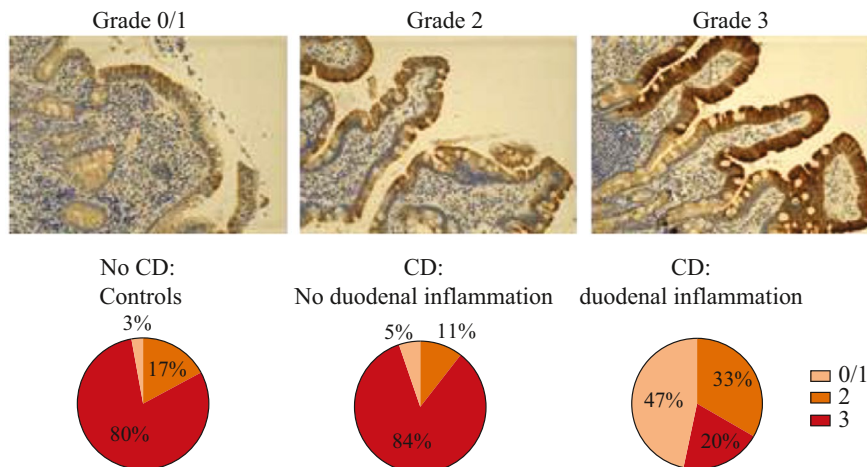 Grade 0/1
Grade 2
Grade 3
No CD:
Controls
3%
17%
80%
CD:
No duodenal inflammation
5%
11%
84%
CD:
duodenal inflammation
47%
33%
20%
0/1
2
3